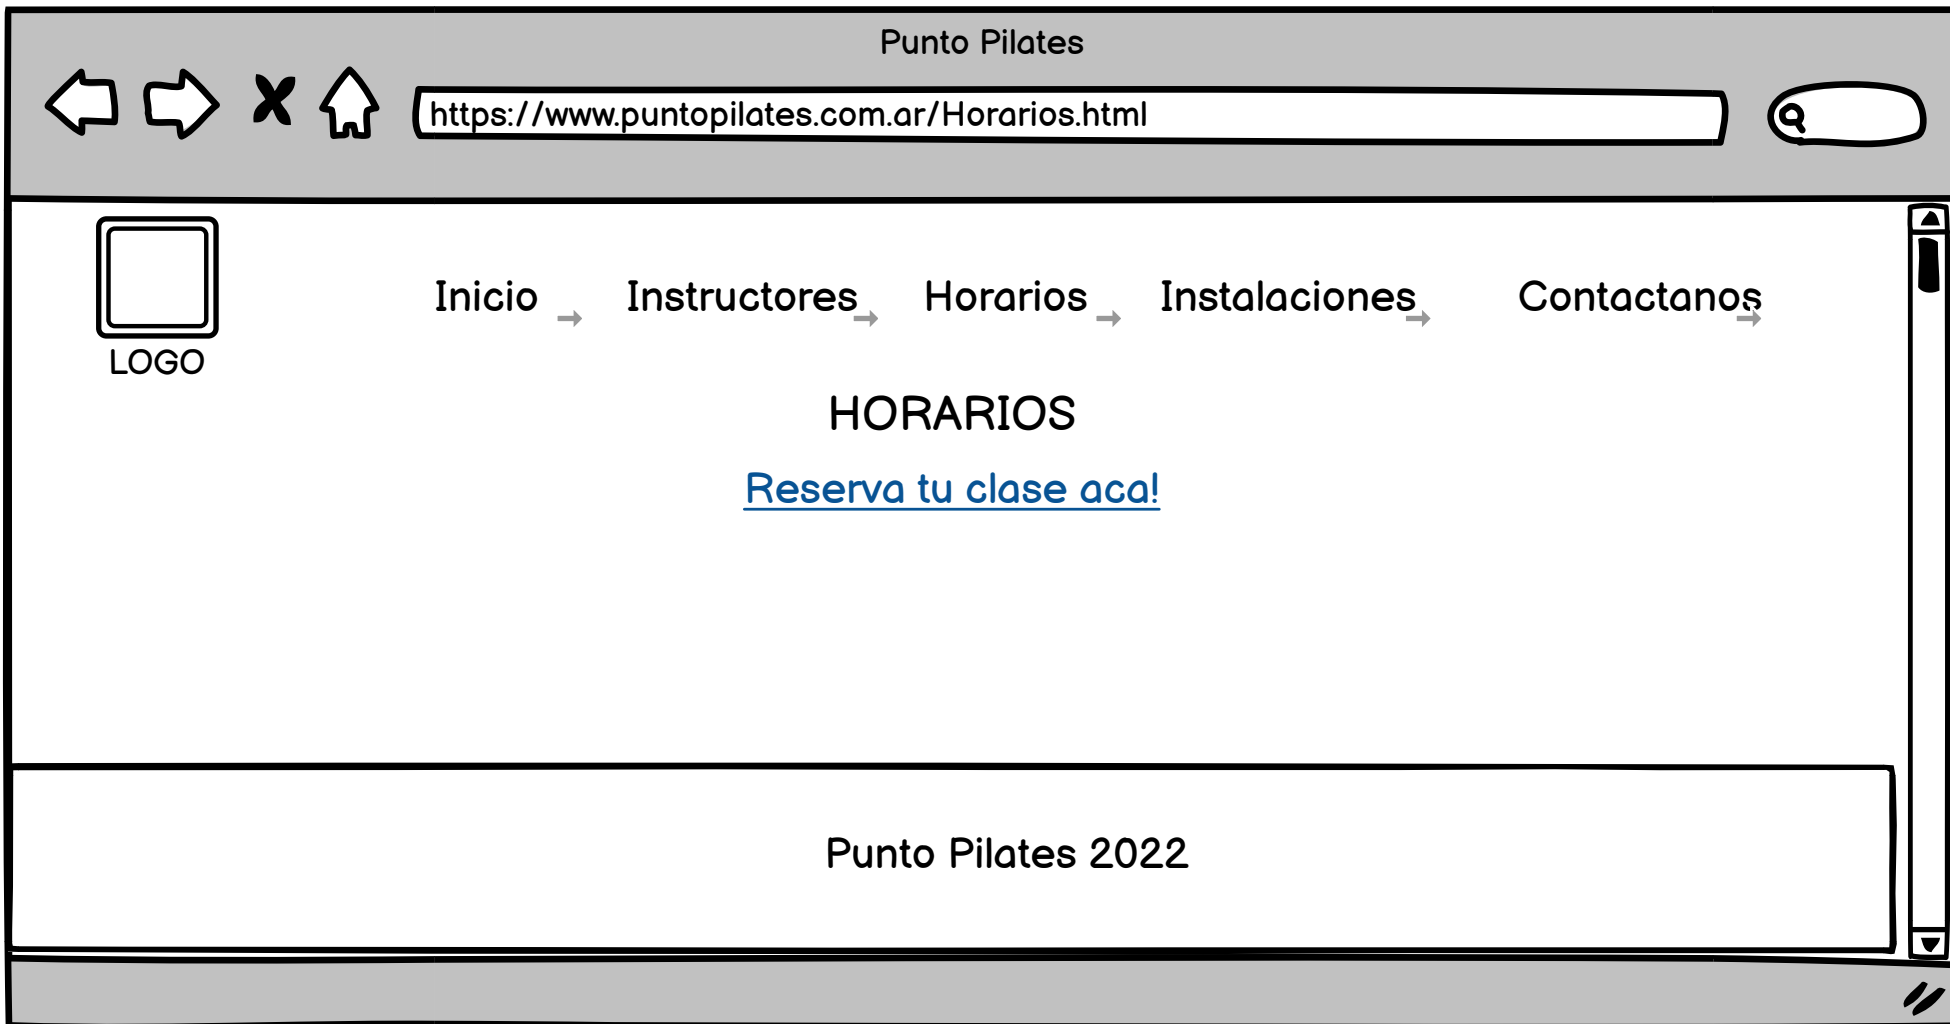 Punto Pilates
https://www.puntopilates.com.ar/Horarios.html
Inicio Instructores Horarios Instalaciones Contactanos
LOGO
HORARIOS
Reserva tu clase aca!
Punto Pilates 2022